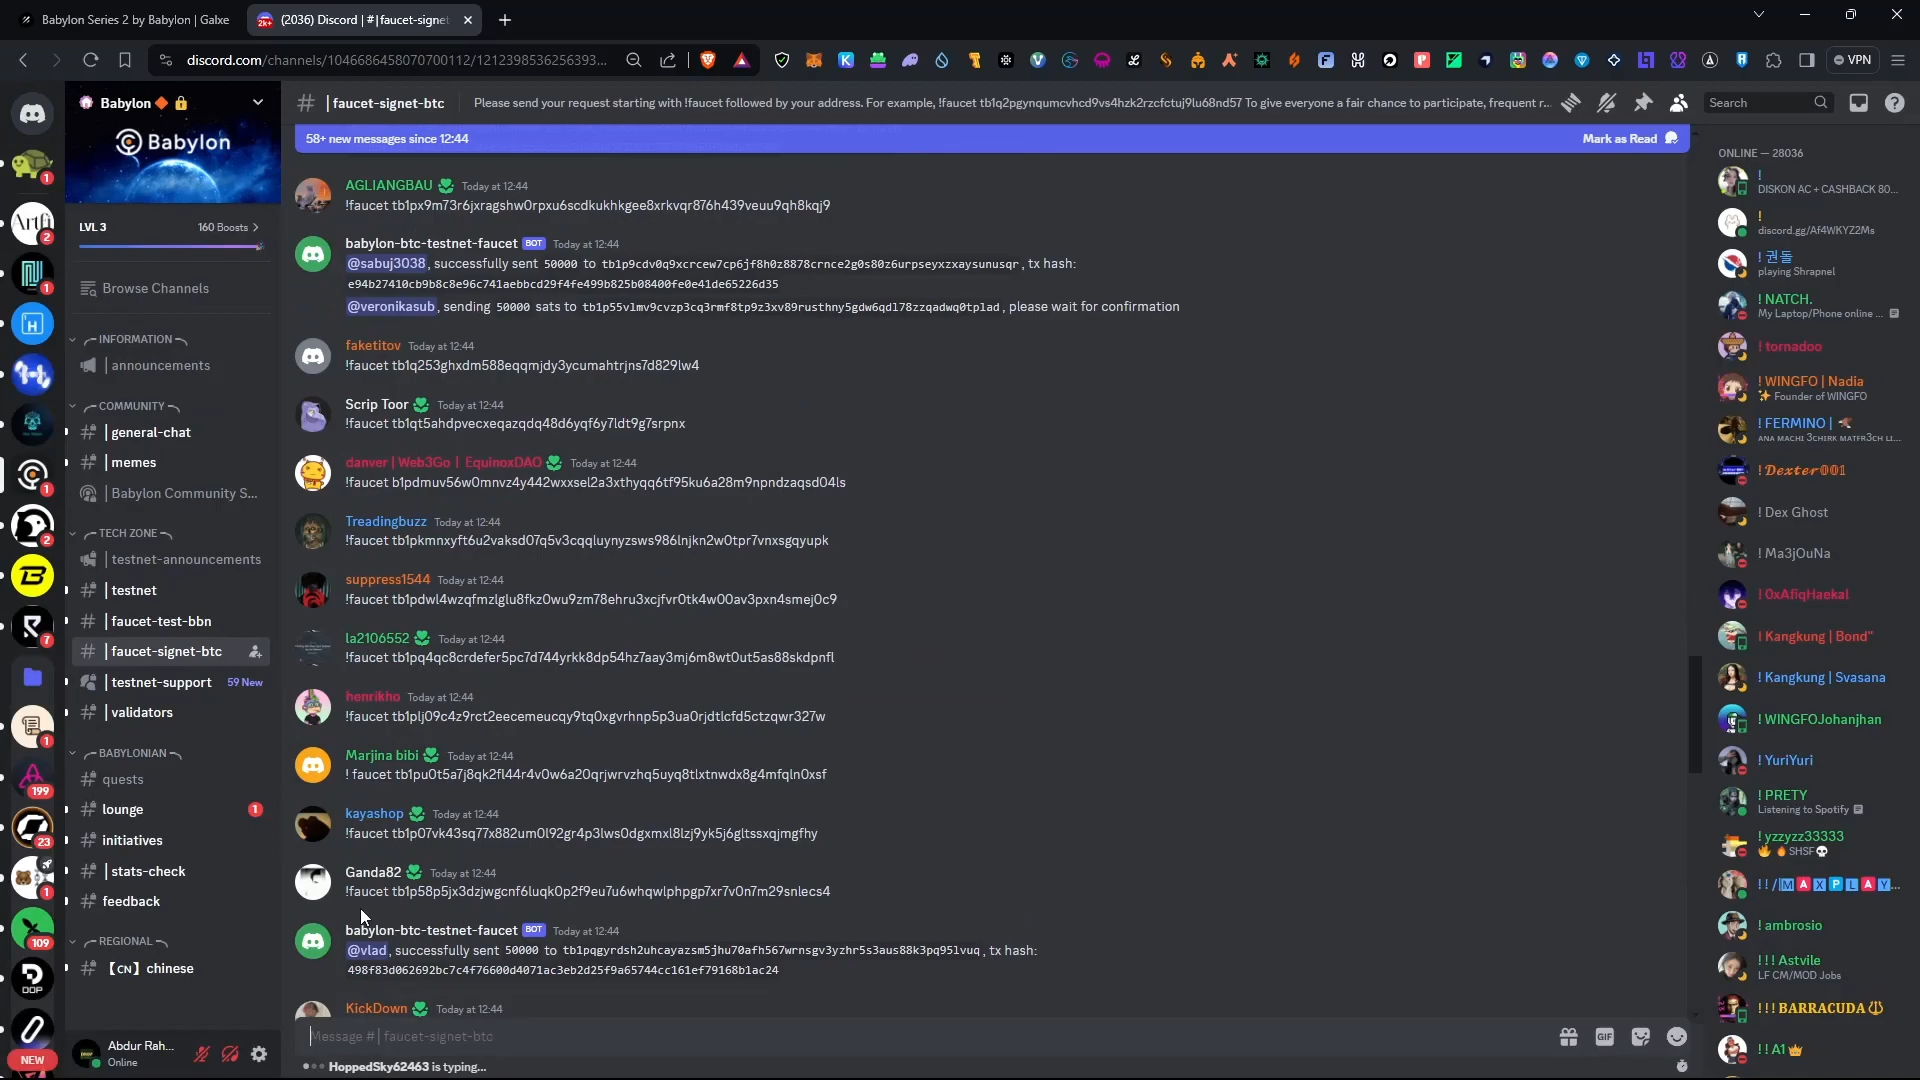 Babylon Series 2 by Babylon | Galxe
(2036) Discord | #|faucet-signet
discord.com/channels/1046686458070700112/1212398536256393...
VPN
Babylon
Babylon
LVL 3
160 Boosts
Browse Channels
INFORMATION
announcements
COMMUNITY
general-chat
memes
Babylon Community S...
TECH ZONE
testnet-announcements
testnet
faucet-test-bbn
faucet-signet-btc
testnet-support
59 New
validators
BABYLONIAN
quests
lounge
1
initiatives
stats-check
feedback
REGIONAL
【CN】chinese
NEW
Abdur Rah...
Online
faucet-signet-btc
Please send your request starting with !faucet followed by your address. For example, !faucet tb1q2pgynqumcvhcd9vs4hzk2rzcfctuj9lu68nd57 To give everyone a fair chance to participate, frequent r...
Search
58+ new messages since 12:44
Mark as Read
AGLIANGBAU Today at 12:44
!faucet tb1px9m73r6jxragshw0rpxu6scdkukhkgee8xrkvqr876h439veuu9qh8kqj9
babylon-btc-testnet-faucet BOT Today at 12:44
@sabuj3038, successfully sent 50000 to tb1p9cdv0q9xcrcew7cp6jf8h0z8878crnce2g0s80z6urpseyxzxaysunusqr, tx hash:
e94b27410cb9b8c8e96c741aebbcd29f4fe499b825b08400fe0e41de65226d35
@veronikasub, sending 50000 sats to tb1p55vlmv9cvzp3cq3rmf8tp9z3xv89rusthny5gdw6qdl78zzqadwq0tplad, please wait for confirmation
faketitov Today at 12:44
!faucet tb1q253ghxdm588eqqmjdy3ycumahtrjns7d829lw4
Scrip Toor Today at 12:44
!faucet tb1qt5ahdpvecxeqazqdq48d6yqf6y7ldt9g7srpnx
danver | Web3Go | EquinoxDAO Today at 12:44
!faucet b1pdmuv56w0mnvz4y442wxxsel2a3xthyqq6tf95ku6a28m9npndzaqsd04ls
Treadingbuzz Today at 12:44
!faucet tb1pkmnxyft6u2vaksd07q5v3cqqluynyzsws986lnjkn2w0tpr7vnxsgqyupk
suppress1544 Today at 12:44
!faucet tb1pdwl4wzqfmzlglu8fkz0wu9zm78ehru3xcjfvr0tk4w00av3pxn4smej0c9
la2106552 Today at 12:44
!faucet tb1pq4qc8crdefer5pc7d744yrkk8dp54hz7aay3mj6m8wt0ut5as88skdpnfl
henrikho Today at 12:44
!faucet tb1plj09c4z9rct2eecemeucqy9tq0xgvrhnp5p3ua0rjdtlcfd5ctzqwr327w
Marjina bibi Today at 12:44
! faucet tb1pu0t5a7j8qk2fl44r4v0w6a20qrjwrvzhq5uyq8tlxtnwdx8g4mfqln0xsf
kayashop Today at 12:44
!faucet tb1p07vk43sq77x882um0l92gr4p3lws0dgxmxl8lzj9yk5j6gltssxqjmgfhy
Ganda82 Today at 12:44
!faucet tb1p58p5jx3dzjwgcnf6luqk0p2f9eu7u6whqwlphpgp7xr7v0n7m29snlecs4
babylon-btc-testnet-faucet BOT Today at 12:44
@vlad, successfully sent 50000 to tb1pqgyrdsh2uhcayazsm5jhu70afh567wrnsgv3yzhr5s3aus88k3pq95lvuq, tx hash:
498f83d062692bc7c4f76600d4071ac3eb2d25f9a65744cc161ef79168b1ac24
KickDown Today at 12:44
Message #|faucet-signet-btc
GIF
HoppedSky62463 is typing...
ONLINE — 28036
!
DISKON AC + CASHBACK 80...
!
discord.gg/Af4WKYZ2Ms
! 권돌
playing Shrapnel
! NATCH.
My Laptop/Phone online ...
! tornadoo
! WINGFO | Nadia
Founder of WINGFO
! FERMINO |
ANA MACHI 3CHIRK MATFR3CH LI...
! 𝓓𝓮𝔁𝓽𝓮𝓻𝟘𝟘𝟙
! Dex Ghost
! Ma3jOuNa
! 0xAfiqHaekal
! Kangkung | Bond"
! Kangkung | Svasana
! WINGFOJohanjhan
! YuriYuri
! PRETY
Listening to Spotify
! yzzyzz33333
🔥🔥SHSF💀
! ! /🅼🅰🆇🅿🅻🅰🆈...
! ambrosio
!!! Astvile
LF CM/MOD Jobs
!!! 𝐁𝐀𝐑𝐑𝐀𝐂𝐔𝐃𝐀
! ! A1👑